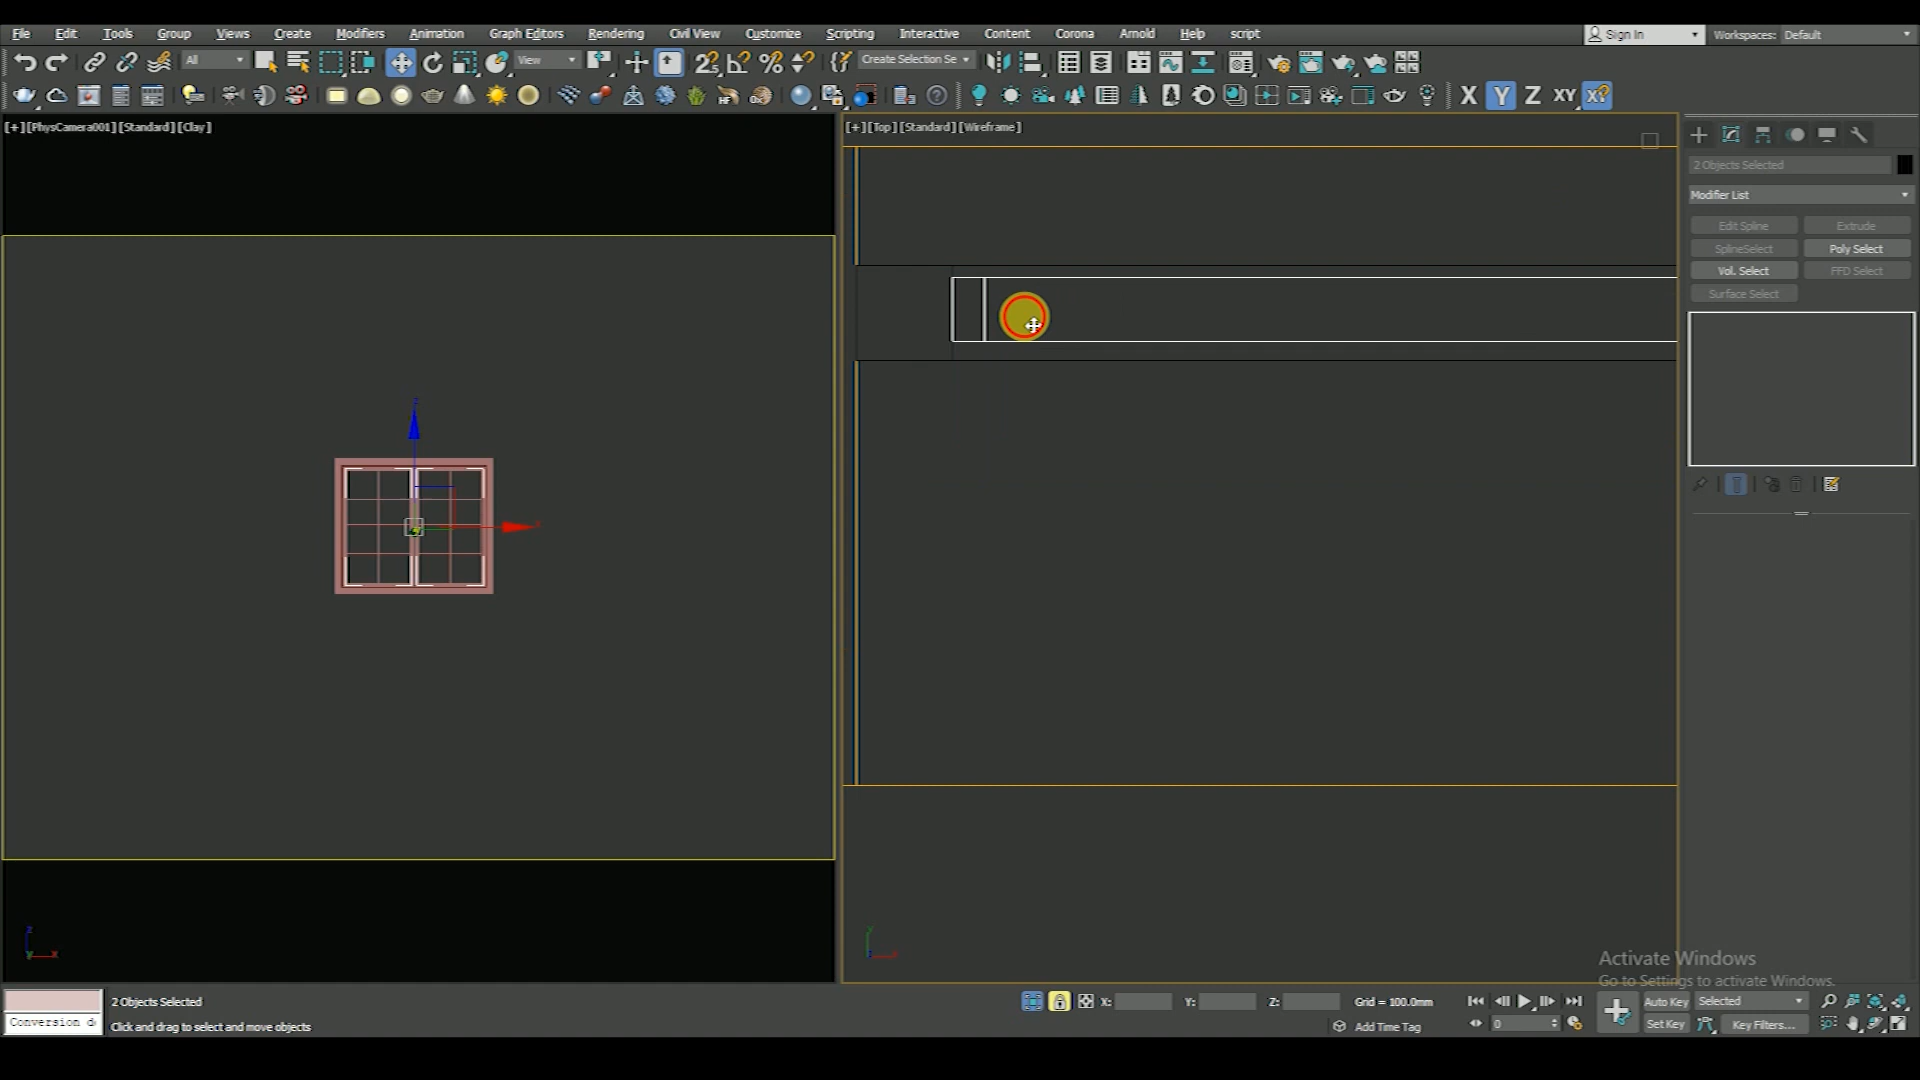 File Edit Tools Group Views Create Modifiers Animation Graph Editors Rendering Civil View Customize Scripting Interactive Content Corona Arnold Help script Sign In Workspaces: Default
All View Create Selection Se
X Y Z XY
[+][PhysCamera001][Standard][Clay]
[+][Top][Standard][Wireframe]
2 Objects Selected
Modifier List
Edit Spline Extrude
SplineSelect Poly Select
Vol. Select FFD Select
Surface Select
z
x
z
x
y
x
Activate Windows
Go to Settings to activate Windows.
2 Objects Selected X: Y: Z: Grid = 100.0mm Auto Key Selected
Conversion d Click and drag to select and move objects Add Time Tag 0 Set Key Key Filters...